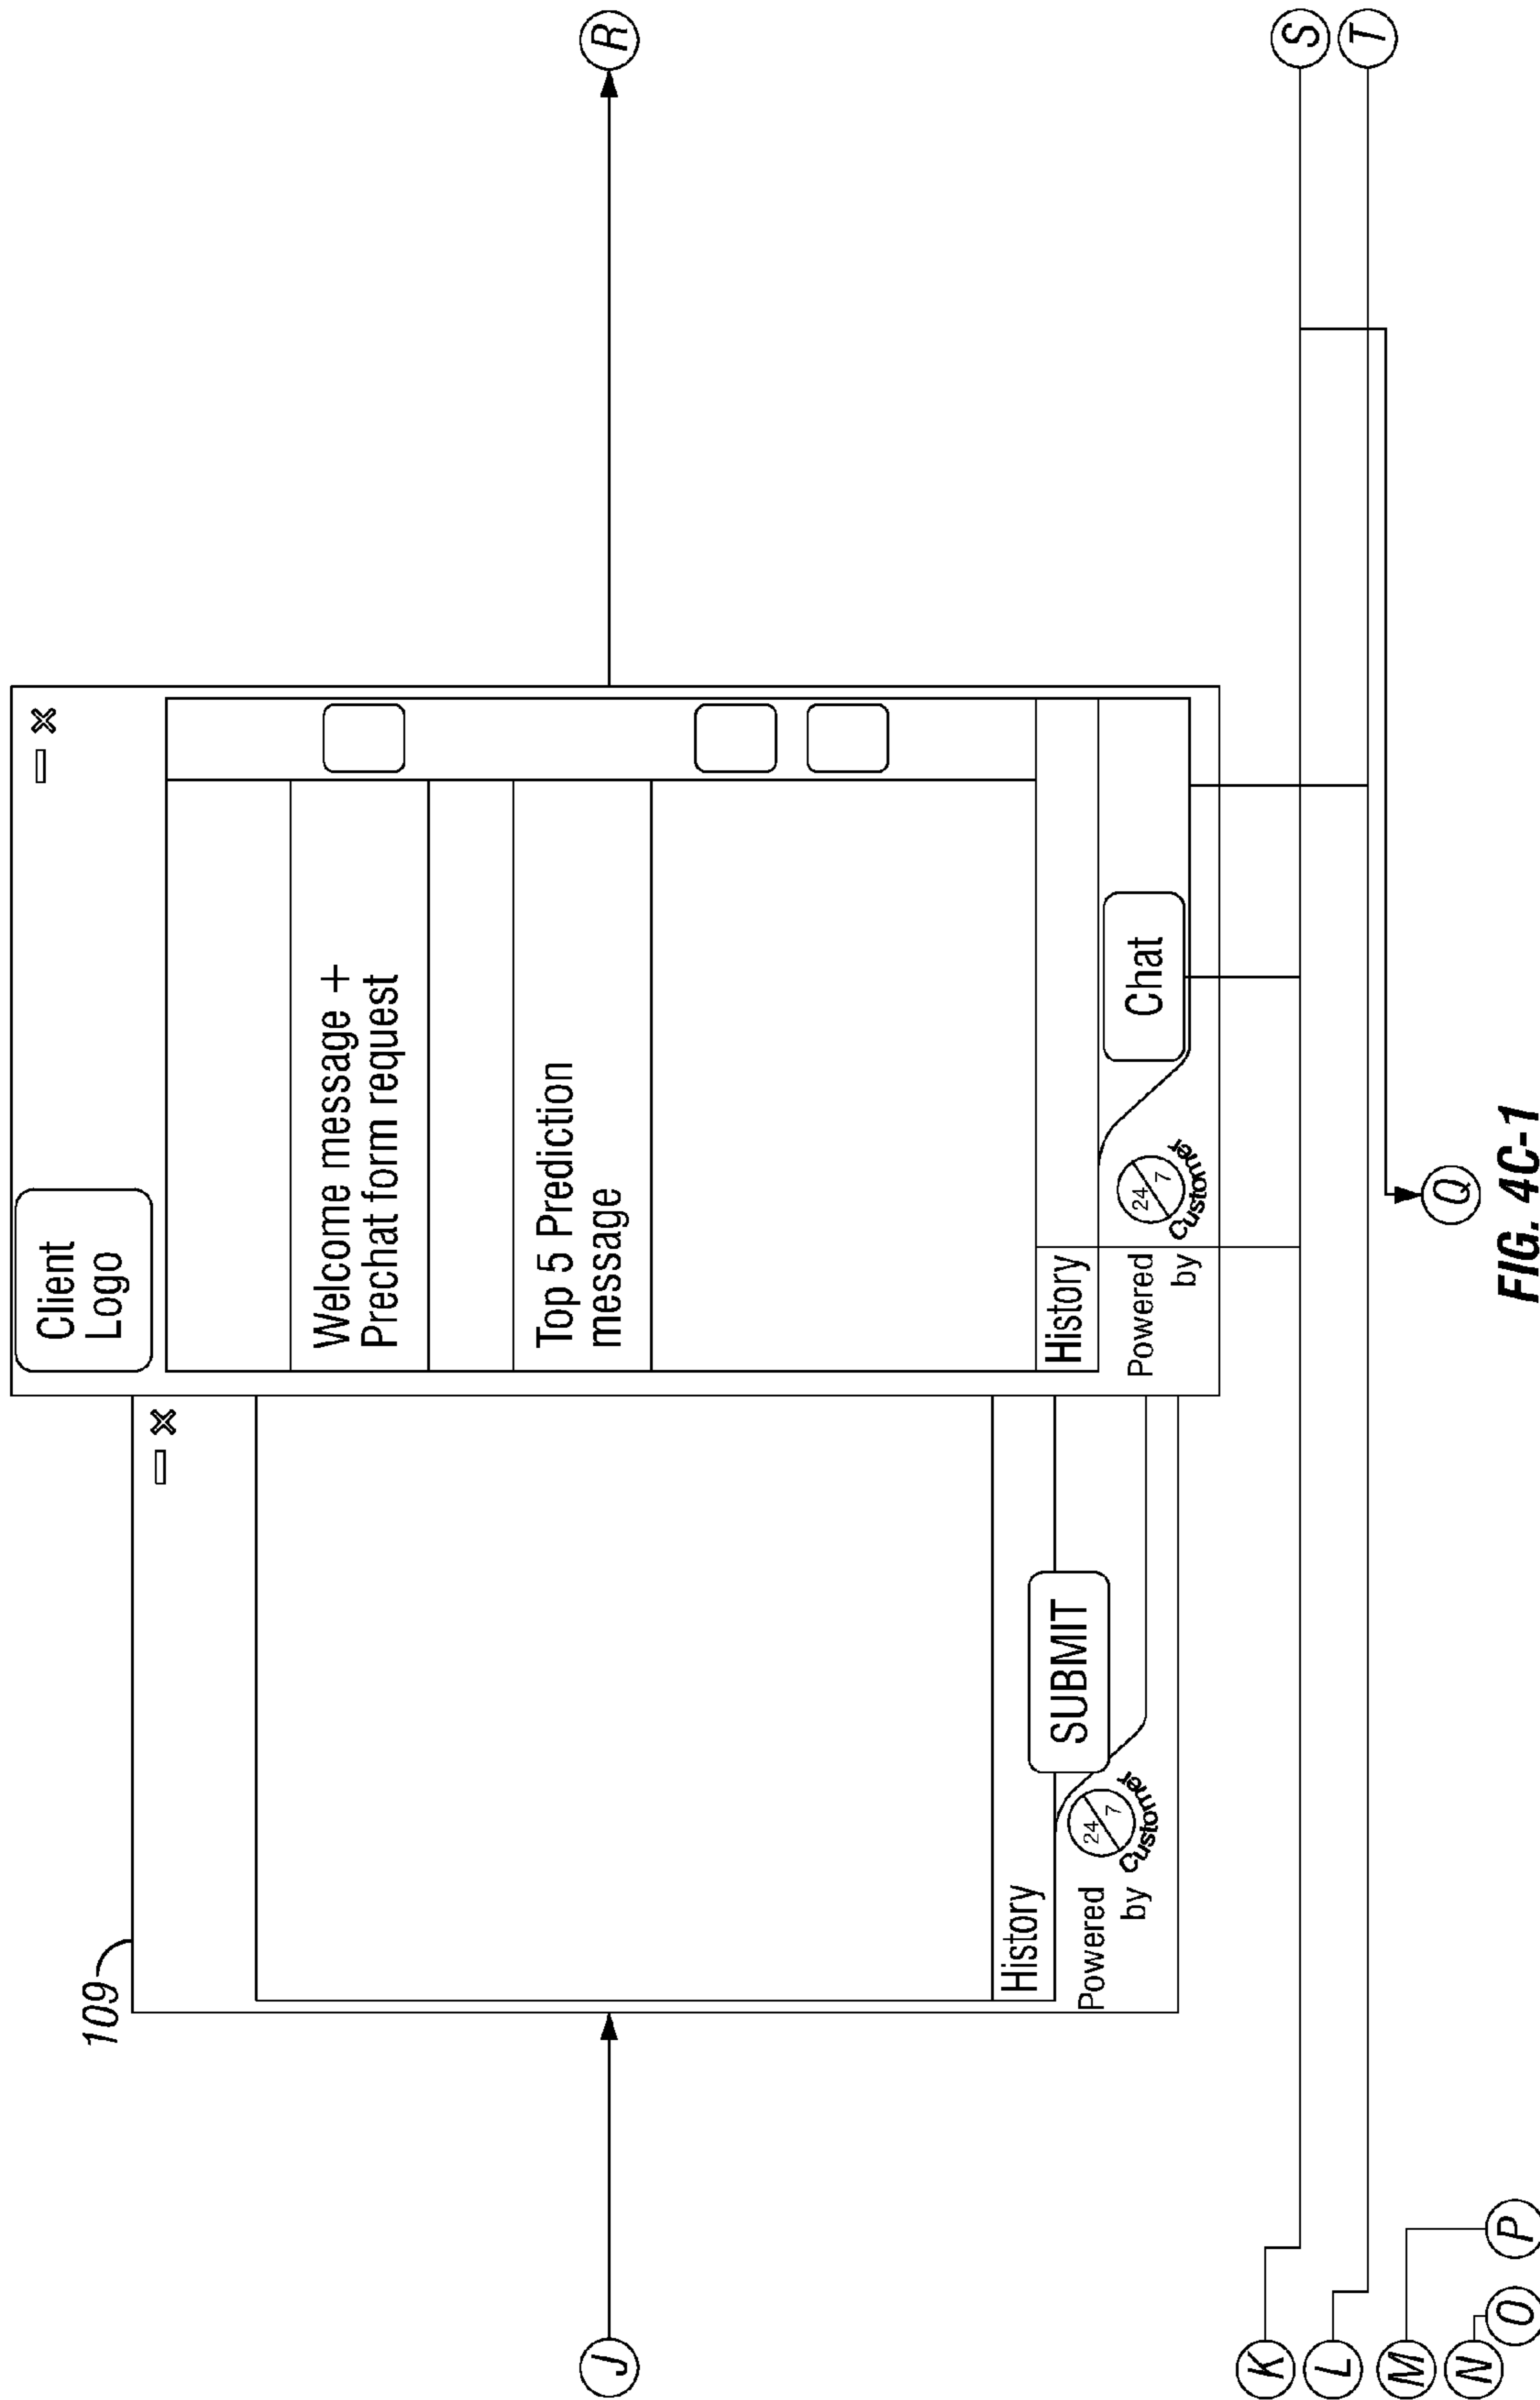 109
Client
Logo
Welcome message +
Prechat form request
Top 5 Prediction
message
History
Chat
Powered
by
24
7
Customer
History
SUBMIT
Powered
by
24
7
Customer
J
R
K
S
L
T
M
N
O
P
Q
FIG. 4C-1